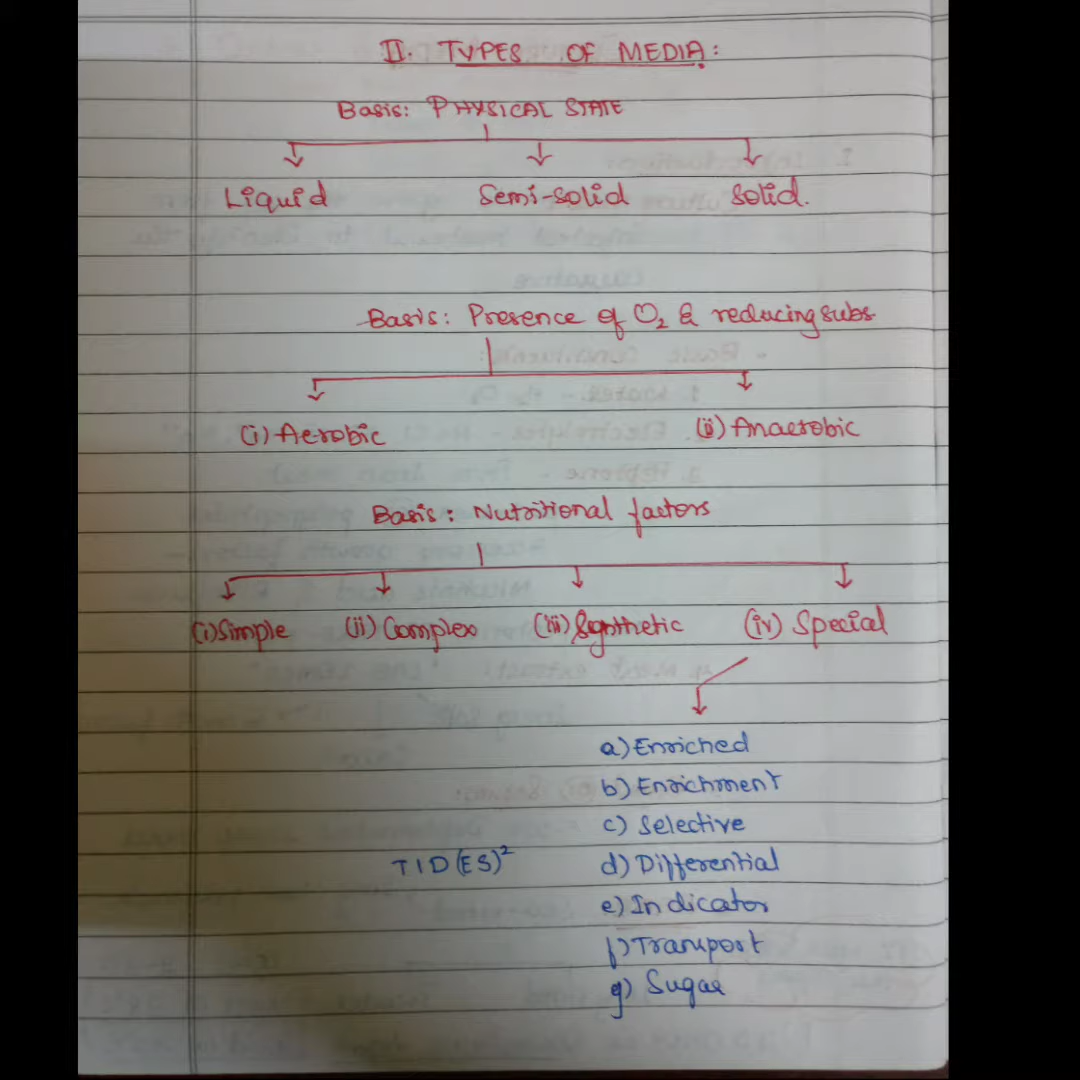 II. TYPES OF MEDIA:
Basis: PHYSICAL STATE
Liquid Semi-solid Solid.
Basis: Presence of O₂ & reducing subs.
(i) Aerobic (ii) Anaerobic
Basis: Nutritional factors
(i) Simple (ii) Complex (iii) Synthetic (iv) Special
a) Enriched
b) Enrichment
c) Selective
TID(ES)² d) Differential
e) Indicator
f) Transport
g) Sugar